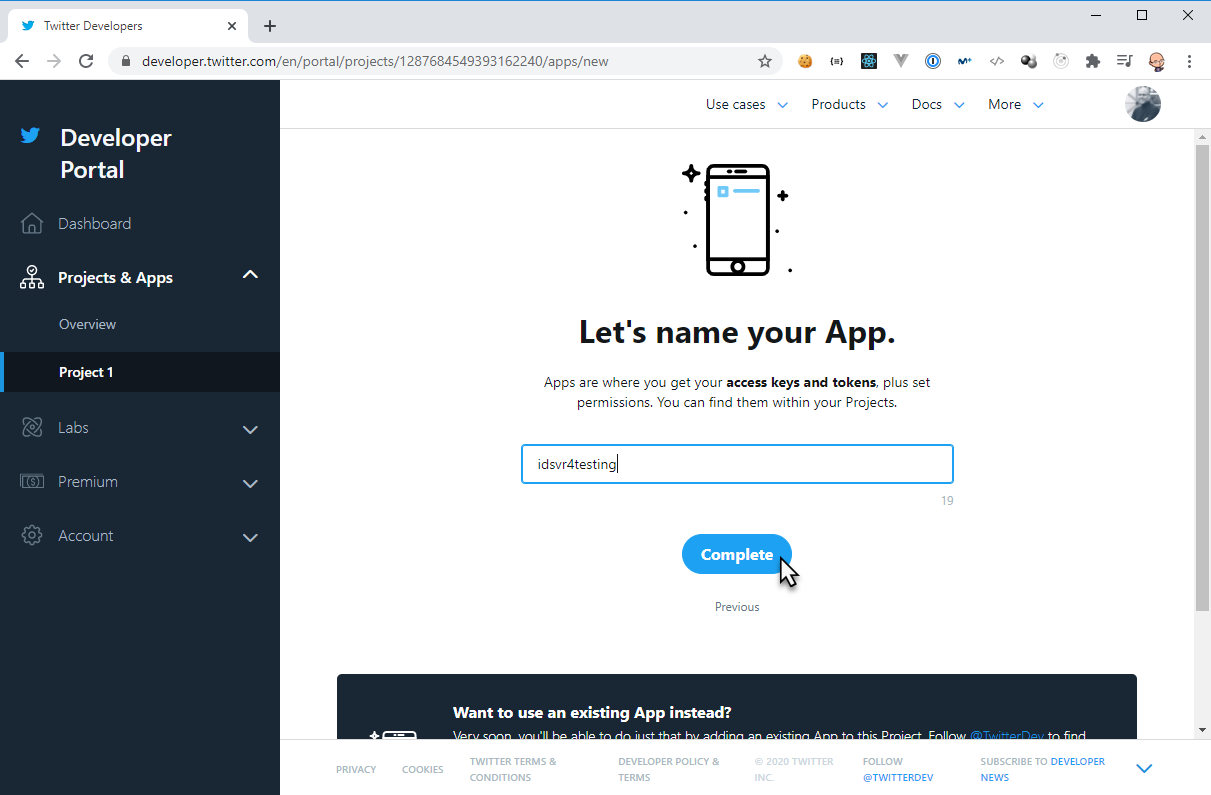 Twitter Developers
developer.twitter.com/en/portal/projects/1287684549393162240/apps/new
Developer
Portal
Dashboard
Projects & Apps
Overview
Project 1
Labs
Premium
Account
Use cases
Products
Docs
More
Let's name your App.
Apps are where you get your access keys and tokens, plus set
permissions. You can find them within your Projects.
idsvr4testing
19
Complete
Previous
Want to use an existing App instead?
Very soon, you'll be able to do just that by adding an existing App to this Project. Follow @TwitterDev to find
PRIVACY
COOKIES
TWITTER TERMS &
CONDITIONS
DEVELOPER POLICY &
TERMS
© 2020 TWITTER
INC.
FOLLOW
@TWITTERDEV
SUBSCRIBE TO DEVELOPER
NEWS